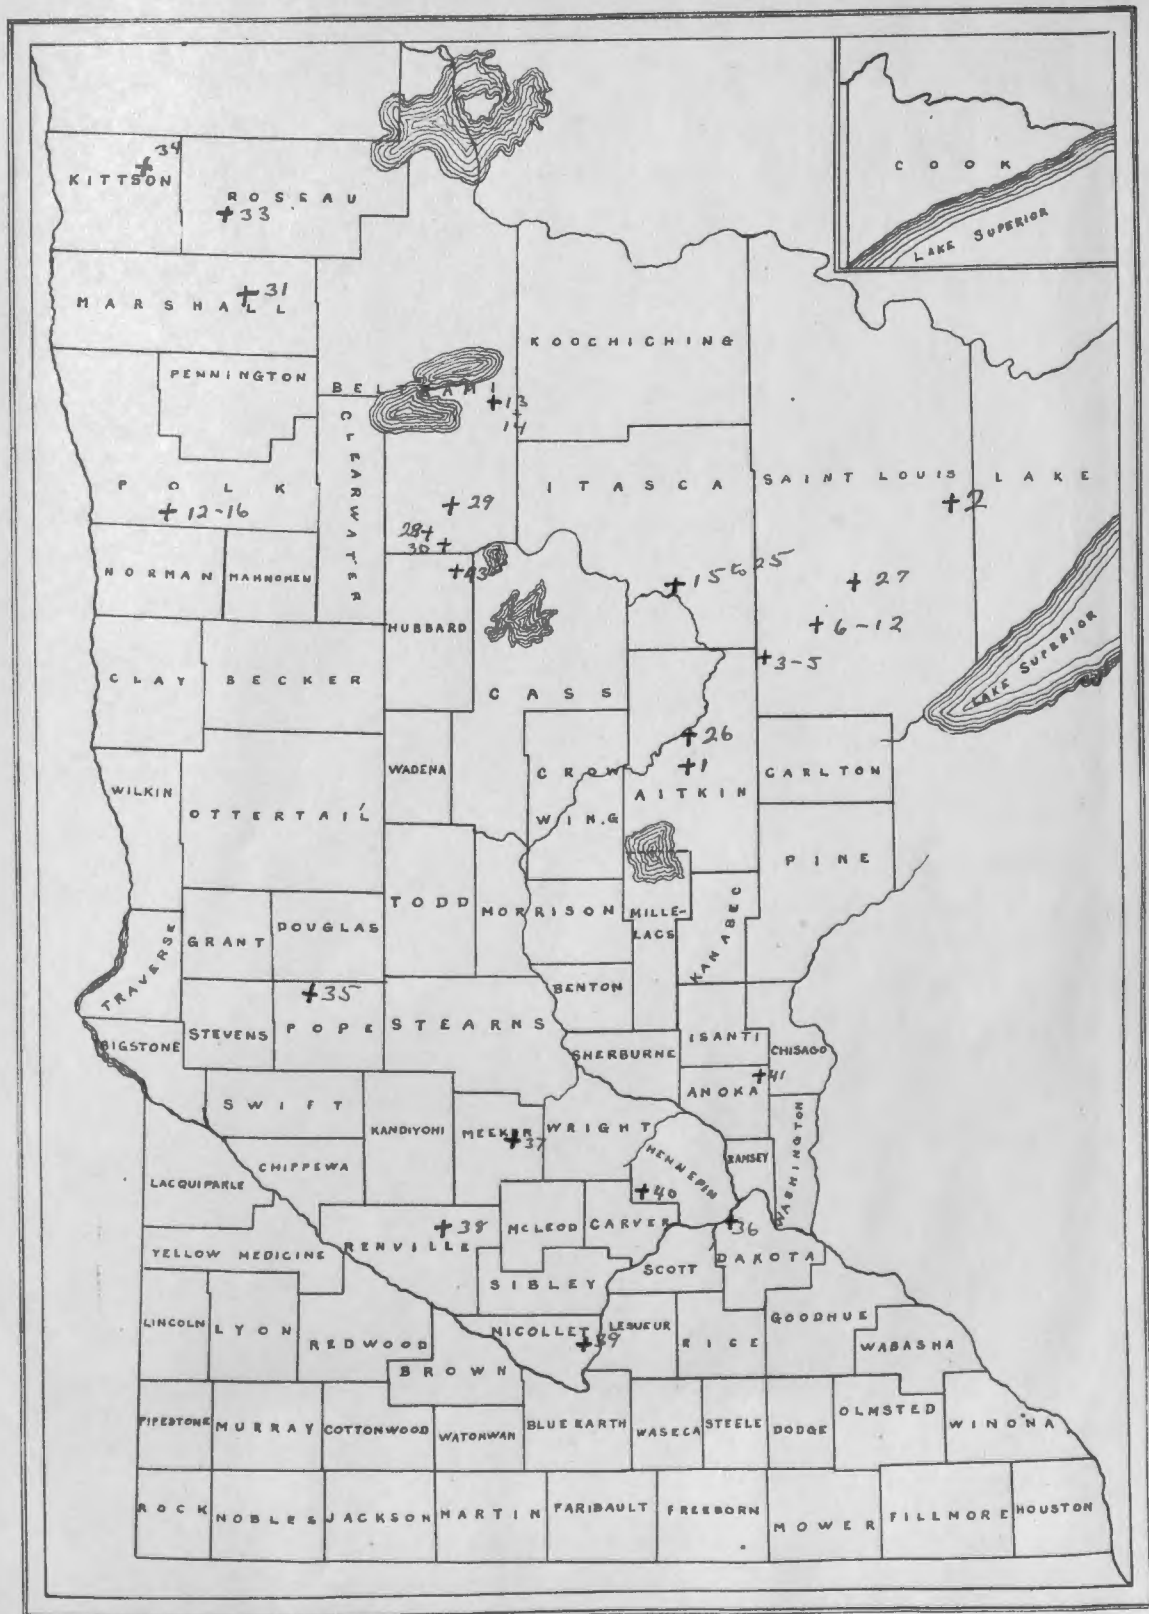 34
KITTSON
ROSEAU
33
COOK
LAKE SUPERIOR
31
MARSHALL
KOOCHICHING
PENNINGTON
BELTRAMI
13
14
CLEARWATER
POLK
12-16
29
28
30
ITASCA
SAINT LOUIS
LAKE
2
NORMAN
MAHNOMEN
43
15 to 25
27
HUBBARD
6-12
3-5
LAKE SUPERIOR
CLAY
BECKER
CASS
26
1
WADENA
CROW WING
AITKIN
CARLTON
WILKIN
OTTERTAIL
PINE
TODD
MORRISON
MILLE-
LACS
KANABEC
TRAVERSE
GRANT
DOUGLAS
35
BENTON
BIGSTONE
STEVENS
POPE
STEARNS
ISANTI
CHISAGO
SHERBURNE
41
ANOKA
SWIFT
KANDIYOHI
MEEKER
37
WRIGHT
HENNEPIN
RAMSEY
WASHINGTON
CHIPPEWA
LACQUIPARLE
40
38
MCLEOD
CARVER
36
YELLOW MEDICINE
RENVILLE
DAKOTA
SIBLEY
SCOTT
LINCOLN
LYON
REDWOOD
NICOLLET
39
LESUEUR
RICE
GOODHUE
WABASHA
BROWN
PIPESTONE
MURRAY
COTTONWOOD
WATONWAN
BLUE EARTH
WASECA
STEELE
DODGE
OLMSTED
WINONA
ROCK
NOBLES
JACKSON
MARTIN
FARIBAULT
FREEBORN
MOWER
FILLMORE
HOUSTON